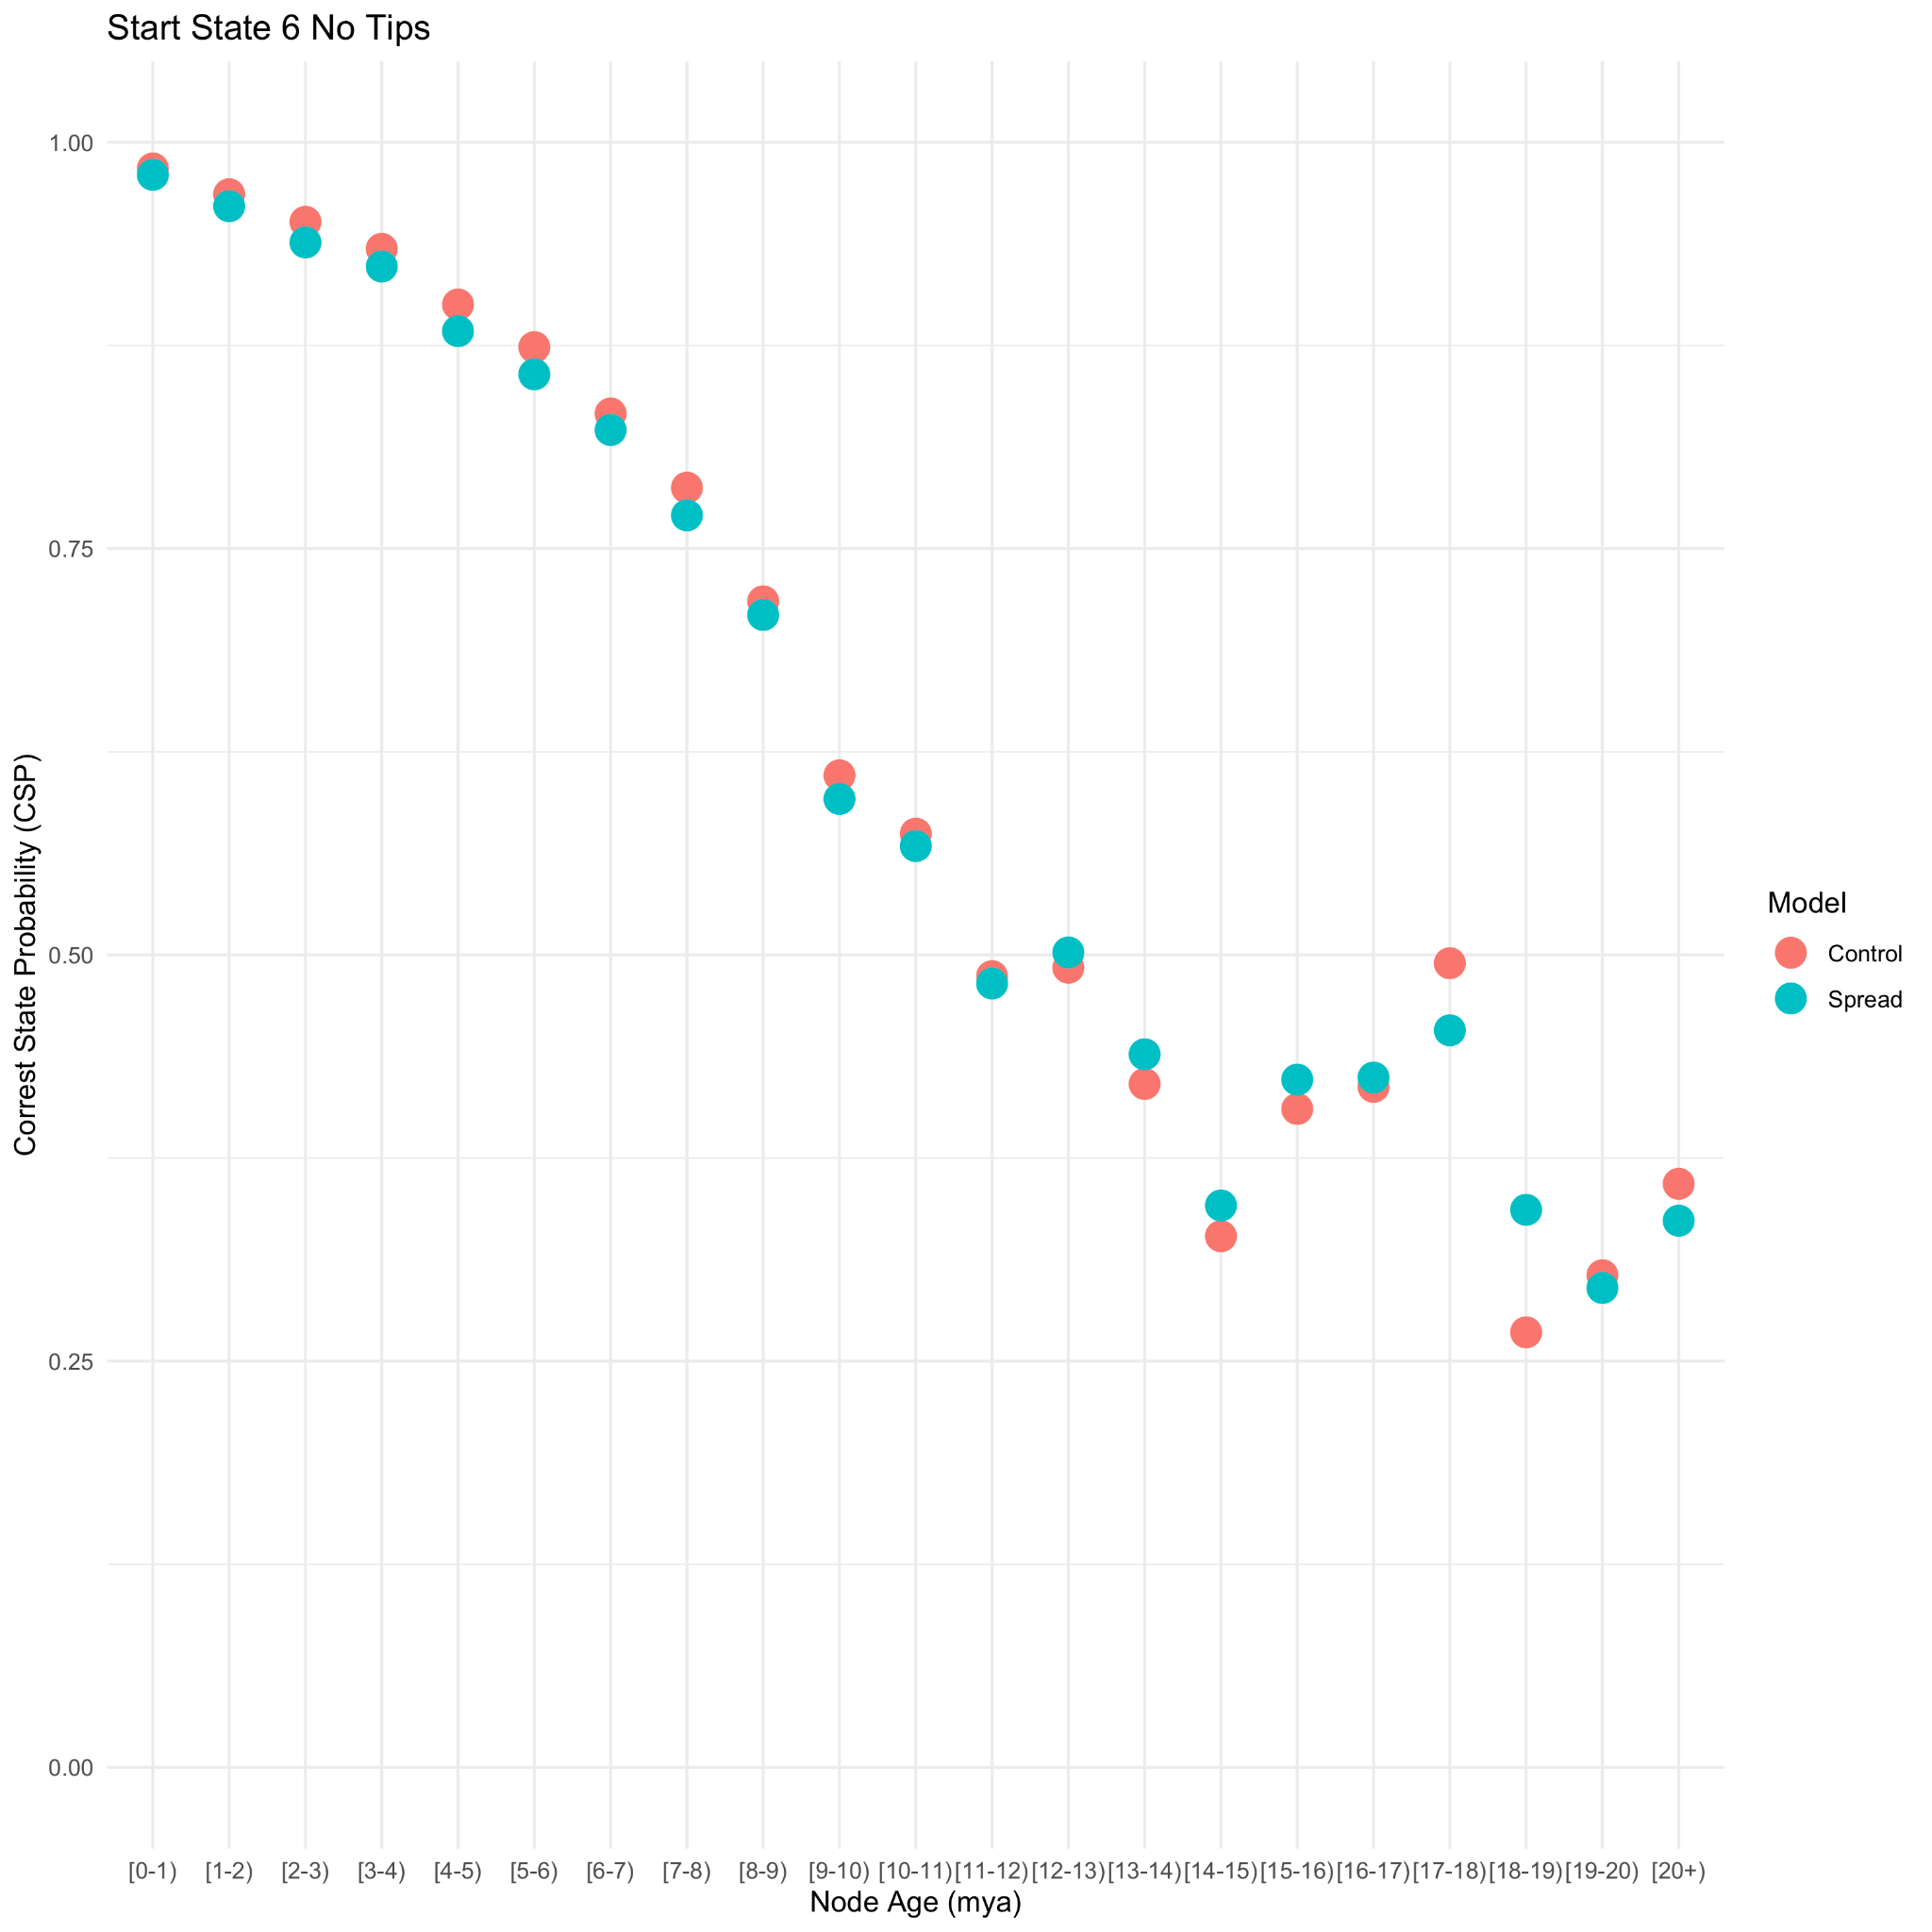 Start State 6 No Tips
1.00
0.75
0.50
0.25
0.00
Correst State Probability (CSP)
[0-1) [1-2) [2-3) [3-4) [4-5) [5-6) [6-7) [7-8) [8-9) [9-10) [10-11) [11-12) [12-13) [13-14) [14-15) [15-16) [16-17) [17-18) [18-19) [19-20) [20+)
Node Age (mya)
Model
Control
Spread